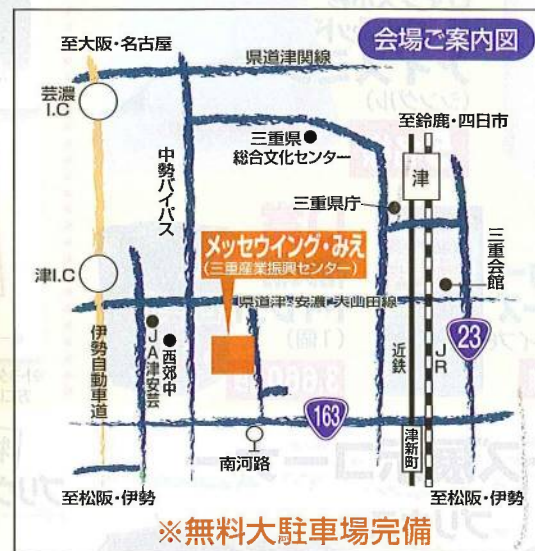 会場ご案内図
至大阪・名古屋
県道津関線
芸濃
I.C
至鈴鹿・四日市
三重県
総合文化センター
津
中勢バイパス
三重県庁
メッセウイング・みえ
(三重産業振興センター)
三重会館
津I.C
県道津・安濃・大山田線
伊勢自動車道
JA津安芸
西郊中
近鉄
JR
23
163
津新町
南河路
至松阪・伊勢
至松阪・伊勢
※無料大駐車場完備